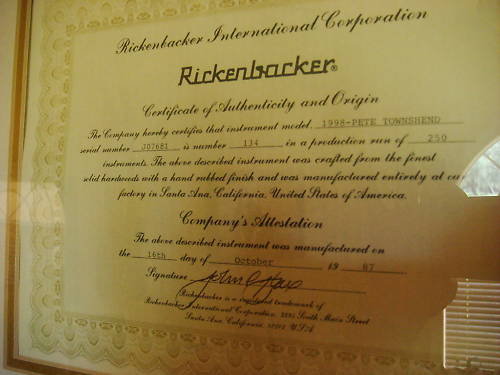 Rickenbacker International Corporation
Rickenbacker®
Certificate of Authenticity and Origin
The Company hereby certifies that instrument model, 1998-PETE TOWNSHEND
serial number J07681 is number 134 in a production run of 250
instruments. The above described instrument was crafted from the finest
solid hardwoods with a hand rubbed finish and was manufactured entirely at our
factory in Santa Ana, California, United States of America.
Company's Attestation
The above described instrument was manufactured on
the 16th day of October 19 87
Signature
Rickenbacker is a registered trademark of
Rickenbacker International Corporation, South Main Street
Santa Ana, California, USA